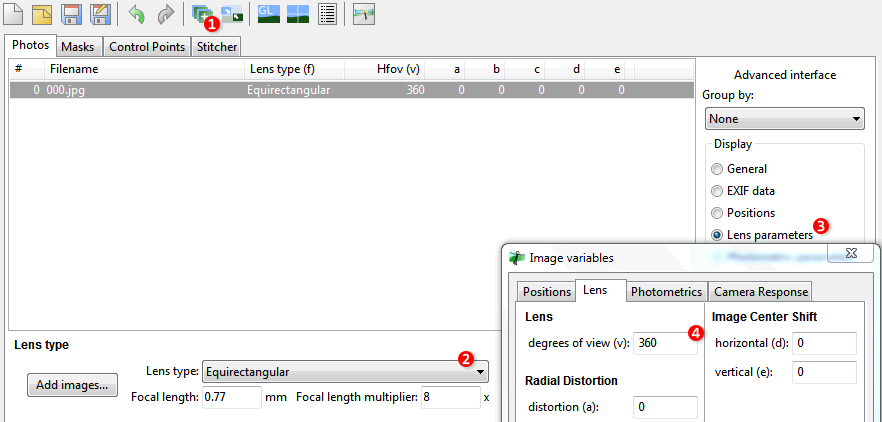 1
GL
Photos Masks Control Points Stitcher
# Filename Lens type (f) Hfov (v) a b c d e
0 000.jpg Equirectangular 360 0 0 0 0 0
Advanced interface
Group by:
None
Display
General
EXIF data
Positions
Lens parameters 3
Image variables
Positions Lens Photometrics Camera Response
Lens
degrees of view (v): 360 4
Radial Distortion
distortion (a): 0
Image Center Shift
horizontal (d): 0
vertical (e): 0
Lens type
Add images...
Lens type: Equirectangular 2
Focal length: 0.77 mm Focal length multiplier: 8 x